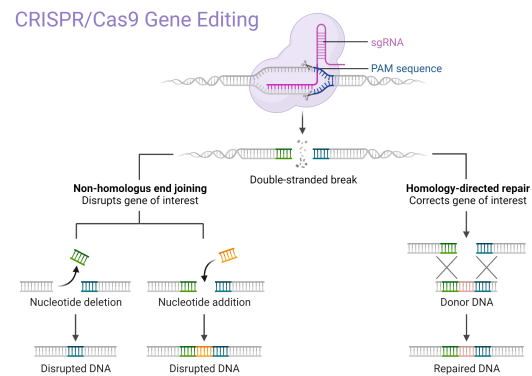 CRISPR/Cas9 Gene Editing
sgRNA
PAM sequence
Double-stranded break
Non-homologus end joining
Disrupts gene of interest
Homology-directed repair
Corrects gene of interest
Nucleotide deletion
Nucleotide addition
Donor DNA
Disrupted DNA
Disrupted DNA
Repaired DNA